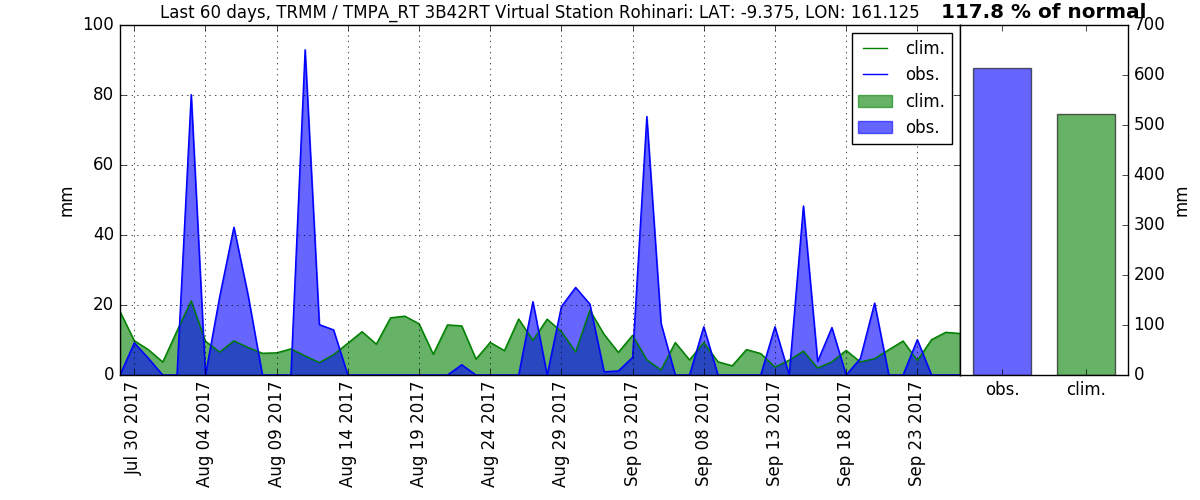 Last 60 days, TRMM / TMPA_RT 3B42RT Virtual Station Rohinari: LAT: -9.375, LON: 161.125
117.8 % of normal
mm
100
80
60
40
20
0
clim.
obs.
clim.
obs.
Jul 30 2017
Aug 04 2017
Aug 09 2017
Aug 14 2017
Aug 19 2017
Aug 24 2017
Aug 29 2017
Sep 03 2017
Sep 08 2017
Sep 13 2017
Sep 18 2017
Sep 23 2017
700
600
500
400
300
200
100
0
mm
obs.
clim.